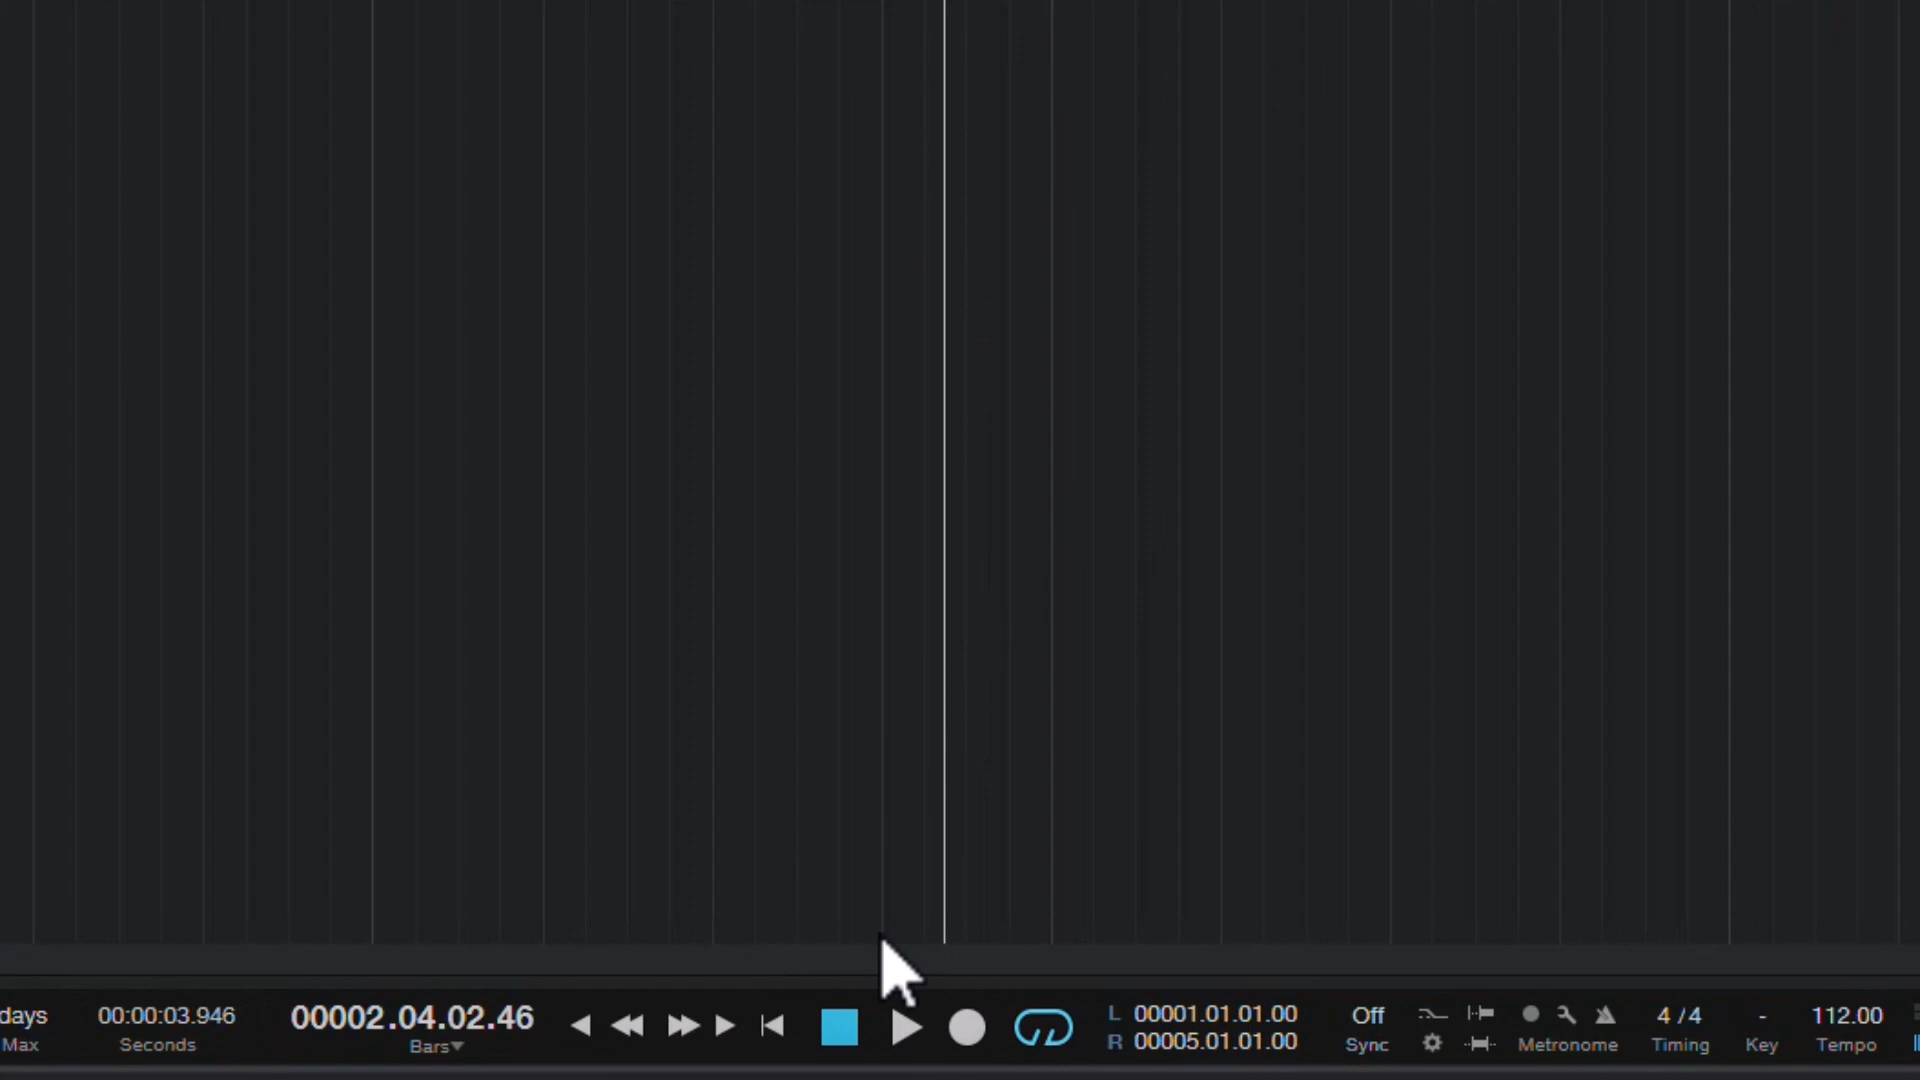 days
Max
00:00:03.946
Seconds
00002.04.02.46
Bars
L 00001.01.01.00
R 00005.01.01.00
Off
Sync
Metronome
4 / 4
Timing
-
Key
112.00
Tempo